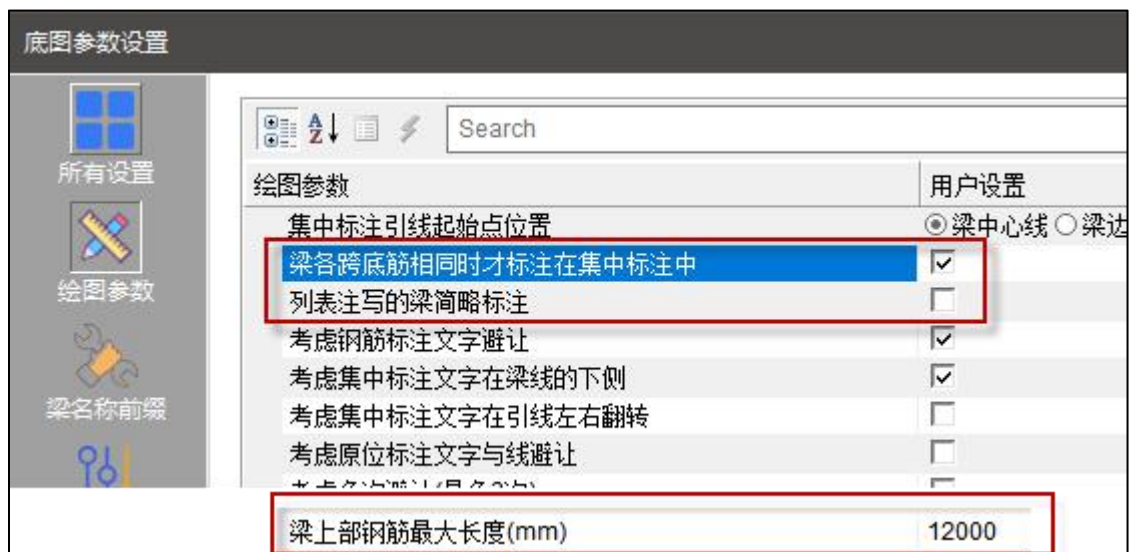 底图参数设置
Search
所有设置
绘图参数 用户设置
集中标注引线起始点位置 梁中心线 梁边
梁各跨底筋相同时才标注在集中标注中
绘图参数
列表注写的梁简略标注
考虑钢筋标注文字避让
考虑集中标注文字在梁线的下侧
梁名称前缀
考虑集中标注文字在引线左右翻转
考虑原位标注文字与线避让
梁上部钢筋最大长度(mm) 12000